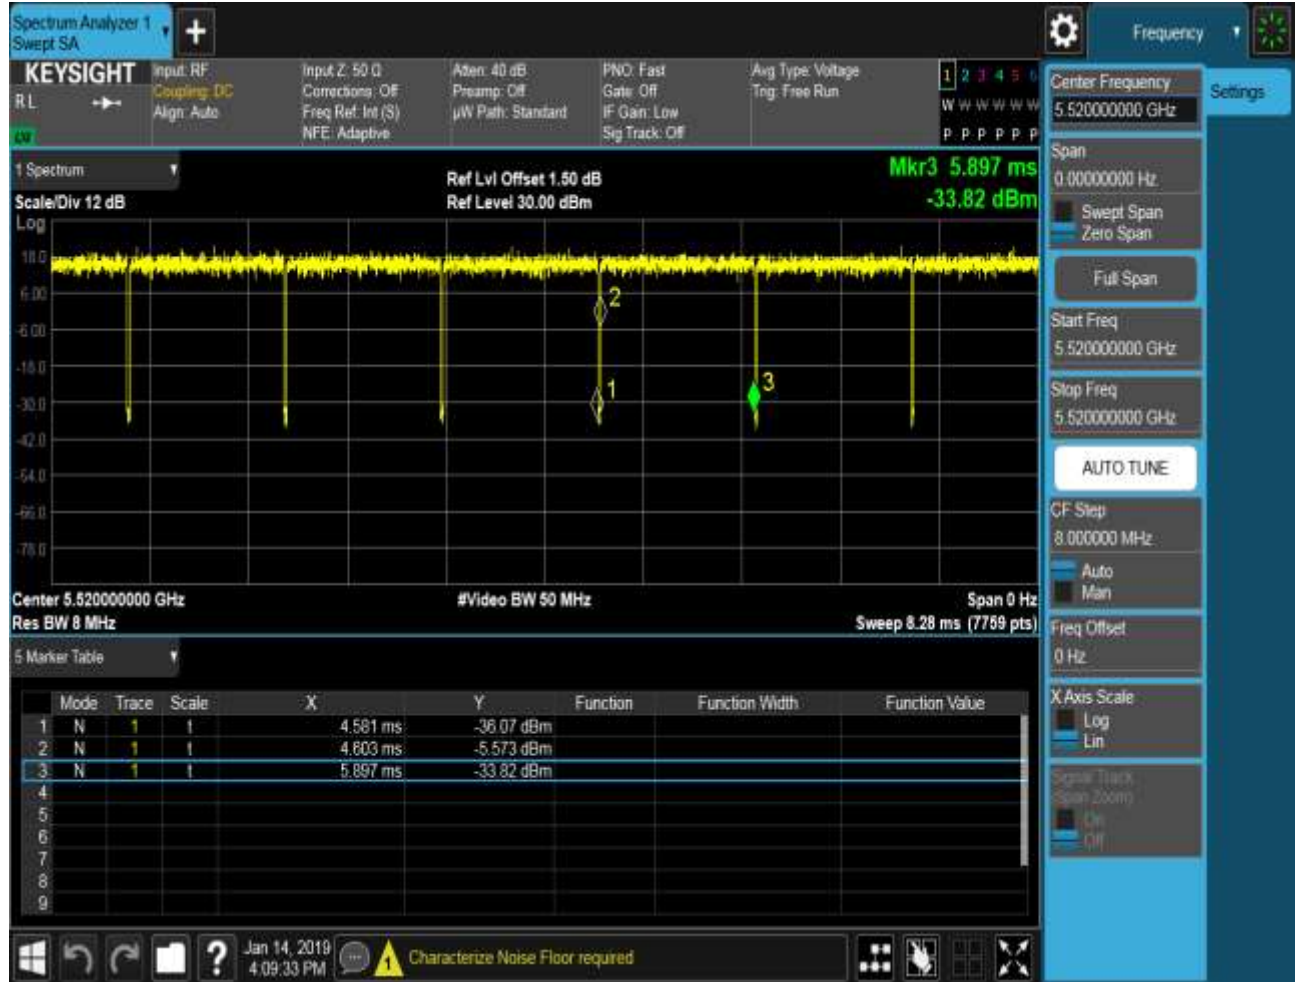 Spectrum Analyzer 1
Swept SA
+
Frequency
KEYSIGHT
RL
Input: RF
Coupling: DC
Align: Auto
Input Z: 50 Ω
Corrections: Off
Freq Ref: Int (S)
NFE: Adaptive
Atten: 40 dB
Preamp: Off
µW Path: Standard
PNO: Fast
Gate: Off
IF Gain: Low
Sig Track: Off
Avg Type: Voltage
Trig: Free Run
1 2 3 4 5 6
W W W W W W
P P P P P P
1 Spectrum
Scale/Div 12 dB
Ref Lvl Offset 1.50 dB
Ref Level 30.00 dBm
Mkr3 5.897 ms
-33.82 dBm
Log
18.0
6.00
-6.00
-18.0
-30.0
-42.0
-54.0
-66.0
-78.0
2
1
3
Center 5.520000000 GHz
Res BW 8 MHz
#Video BW 50 MHz
Span 0 Hz
Sweep 8.28 ms (7759 pts)
5 Marker Table
Mode Trace Scale X Y Function Function Width Function Value
1 N 1 t 4.581 ms -36.07 dBm
2 N 1 t 4.603 ms -5.573 dBm
3 N 1 t 5.897 ms -33.82 dBm
4
5
6
7
8
9
Center Frequency
5.520000000 GHz
Settings
Span
0.00000000 Hz
Swept Span
Zero Span
Full Span
Start Freq
5.520000000 GHz
Stop Freq
5.520000000 GHz
AUTO TUNE
CF Step
8.000000 MHz
Auto
Man
Freq Offset
0 Hz
X Axis Scale
Log
Lin
Signal Track
(Span Zoom)
On
Off
?
Jan 14, 2019
4:09:33 PM
1
Characterize Noise Floor required